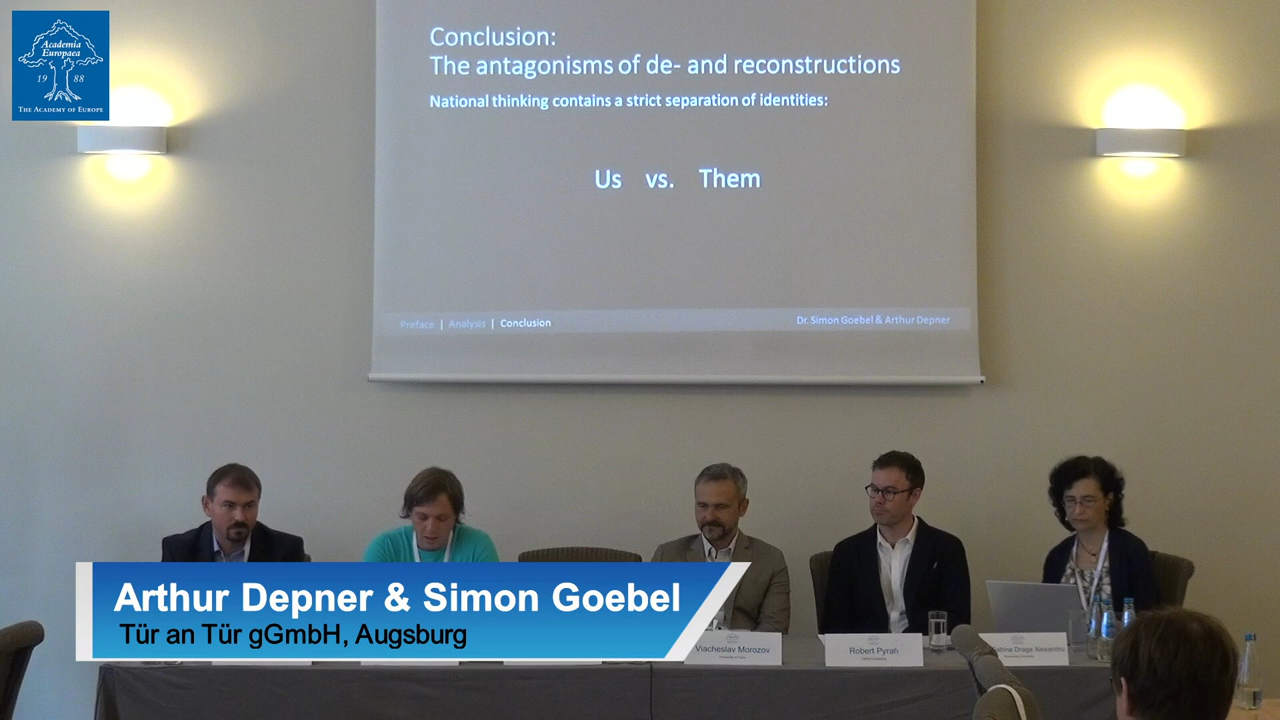 Academia
Europaea
19 88
THE ACADEMY OF EUROPE
Conclusion:
The antagonisms of de- and reconstructions
National thinking contains a strict separation of identities:
Us vs. Them
Preface | Analysis | Conclusion
Dr. Simon Goebel & Arthur Depner
Arthur Depner & Simon Goebel
Tür an Tür gGmbH, Augsburg
Viacheslav Morozov
Robert Pyrah
Draga